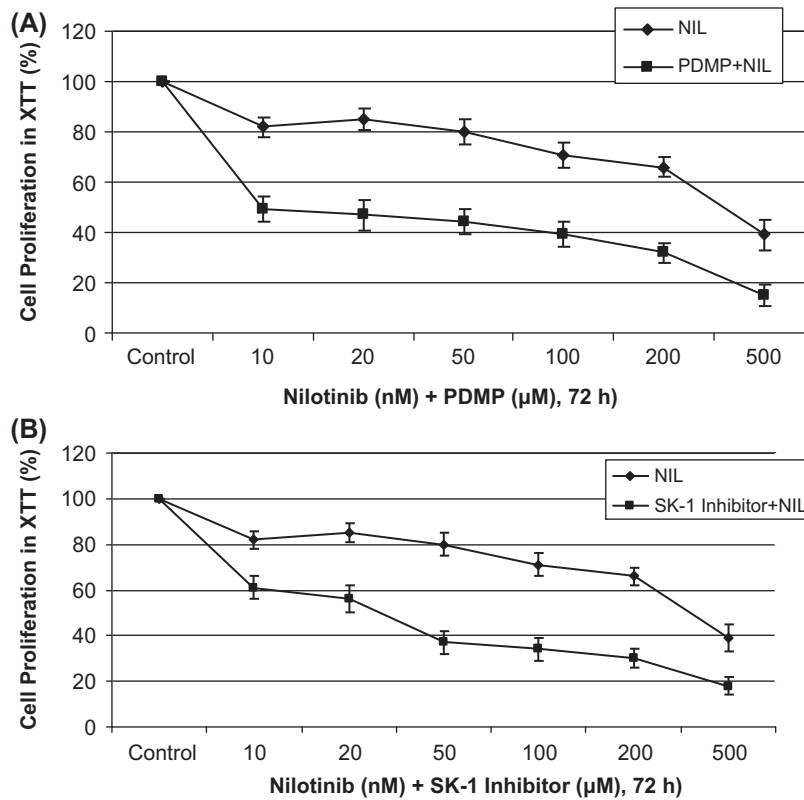 (A)
NIL
PDMP+NIL
Cell Proliferation in XTT (%)
120
100
80
60
40
20
0
Control 10 20 50 100 200 500
Nilotinib (nM) + PDMP (µM), 72 h)
(B)
NIL
SK-1 Inhibitor+NIL
Cell Proliferation in XTT (%)
120
100
80
60
40
20
0
Control 10 20 50 100 200 500
Nilotinib (nM) + SK-1 Inhibitor (µM), 72 h)